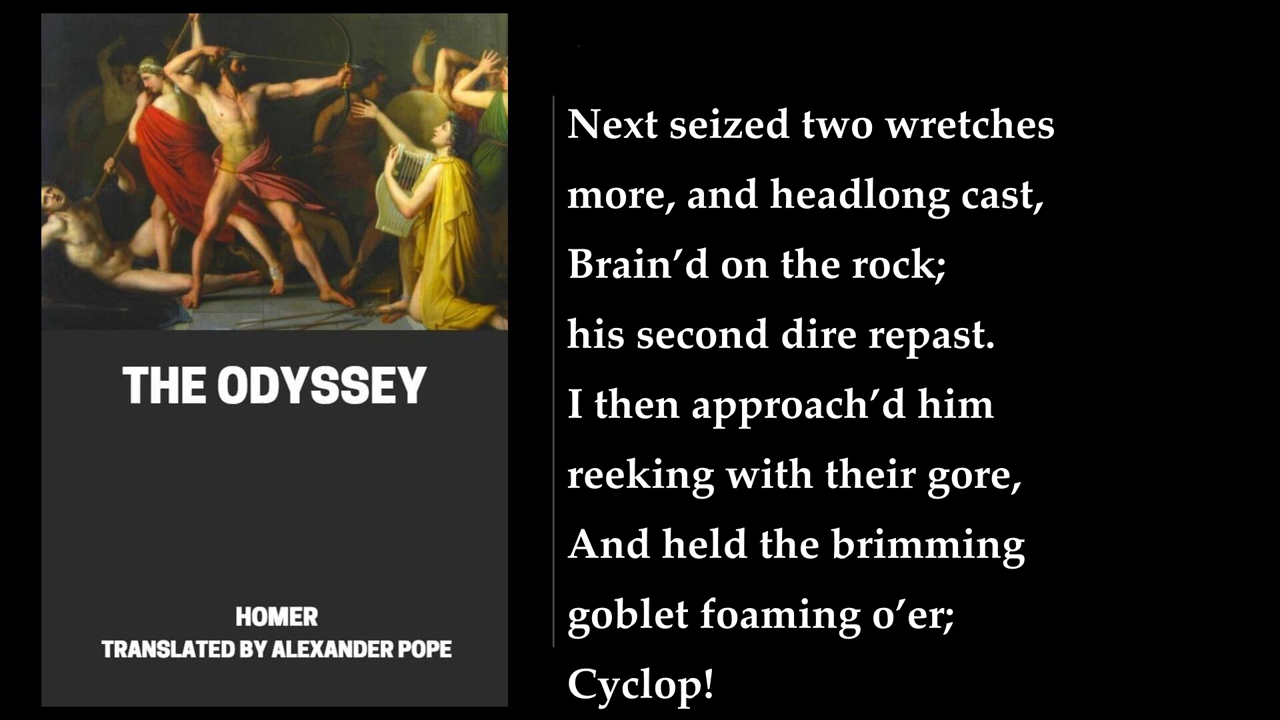 THE ODYSSEY
HOMER
TRANSLATED BY ALEXANDER POPE
Next seized two wretches
more, and headlong cast,
Brain’d on the rock;
his second dire repast.
I then approach’d him
reeking with their gore,
And held the brimming
goblet foaming o’er;
Cyclop!